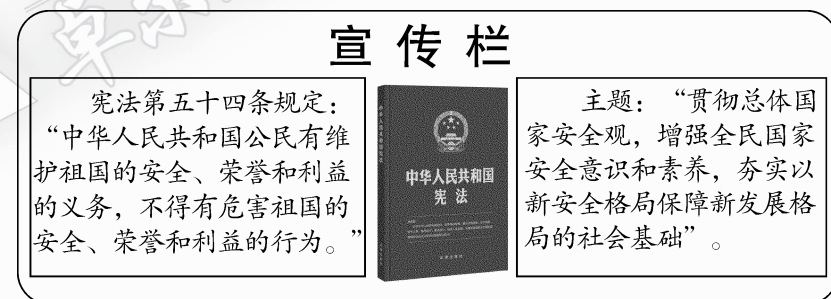 宣传栏
宪法第五十四条规定：
“中华人民共和国公民有维
护祖国的安全、荣誉和利益
的义务，不得有危害祖国的
安全、荣誉和利益的行为。”
中华人民共和国
宪法
主题：“贯彻总体国
家安全观，增强全民国家
安全意识和素养，夯实以
新安全格局保障新发展格
局的社会基础”。